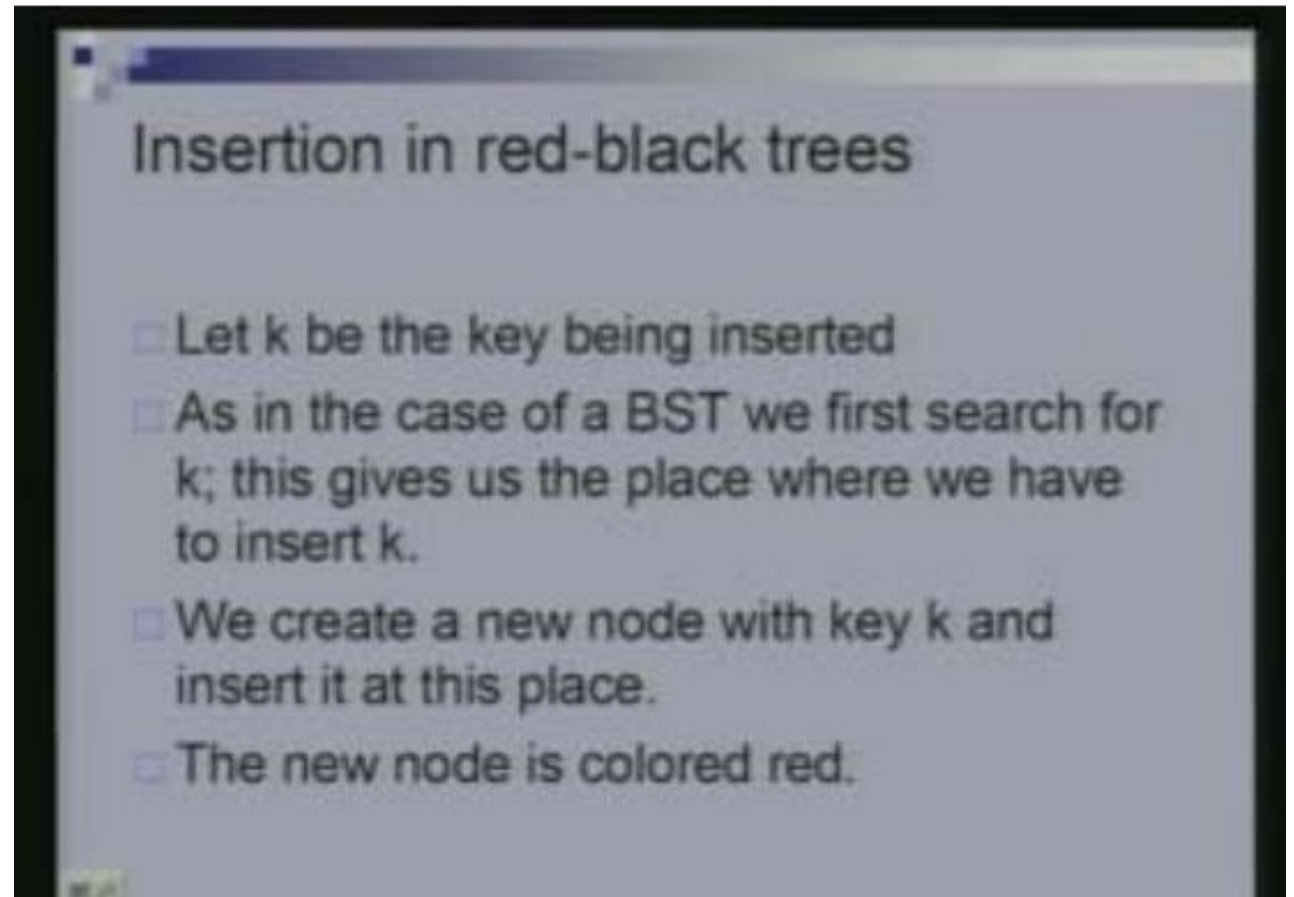 Insertion in red-black trees
Let k be the key being inserted
As in the case of a BST we first search for
k; this gives us the place where we have
to insert k.
We create a new node with key k and
insert it at this place.
The new node is colored red.